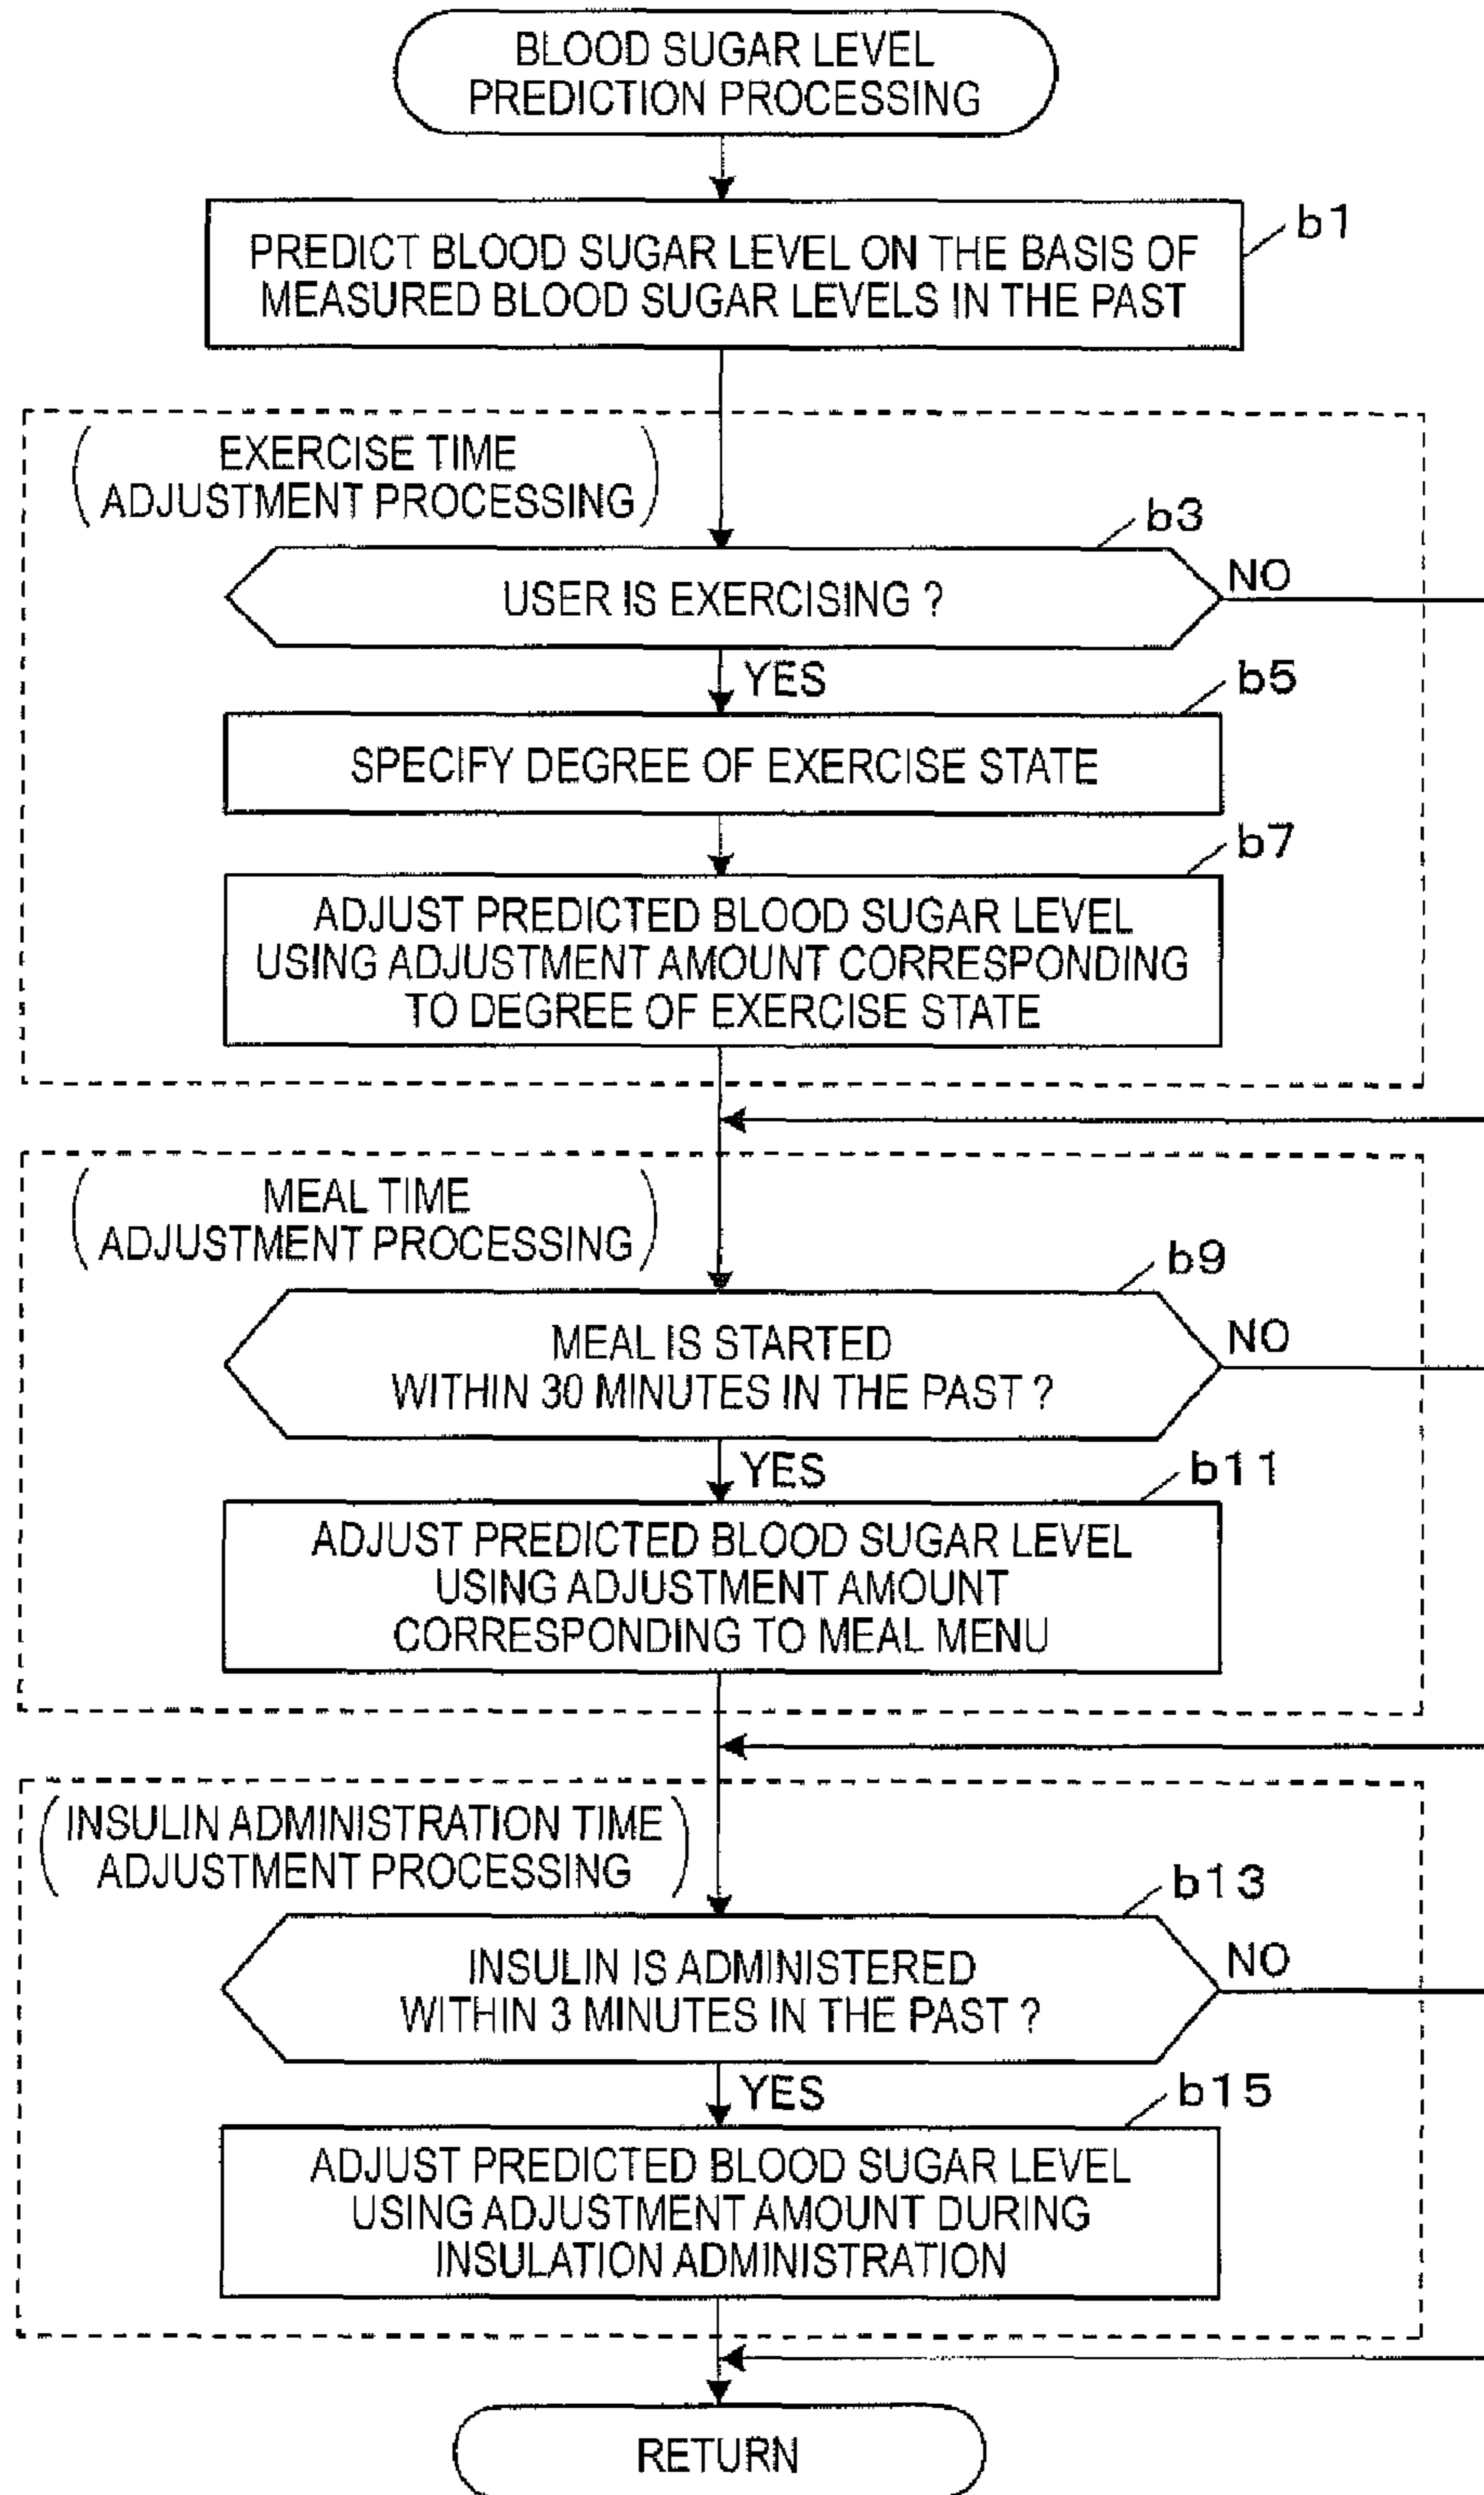 BLOOD SUGAR LEVEL
PREDICTION PROCESSING
b1
PREDICT BLOOD SUGAR LEVEL ON THE BASIS OF
MEASURED BLOOD SUGAR LEVELS IN THE PAST
(EXERCISE TIME
ADJUSTMENT PROCESSING)
b3
USER IS EXERCISING ?
NO
YES
b5
SPECIFY DEGREE OF EXERCISE STATE
b7
ADJUST PREDICTED BLOOD SUGAR LEVEL
USING ADJUSTMENT AMOUNT CORRESPONDING
TO DEGREE OF EXERCISE STATE
(MEAL TIME
ADJUSTMENT PROCESSING)
b9
MEAL IS STARTED
WITHIN 30 MINUTES IN THE PAST ?
NO
YES
b11
ADJUST PREDICTED BLOOD SUGAR LEVEL
USING ADJUSTMENT AMOUNT
CORRESPONDING TO MEAL MENU
(INSULIN ADMINISTRATION TIME
ADJUSTMENT PROCESSING)
b13
INSULIN IS ADMINISTERED
WITHIN 3 MINUTES IN THE PAST ?
NO
YES
b15
ADJUST PREDICTED BLOOD SUGAR LEVEL
USING ADJUSTMENT AMOUNT DURING
INSULATION ADMINISTRATION
RETURN